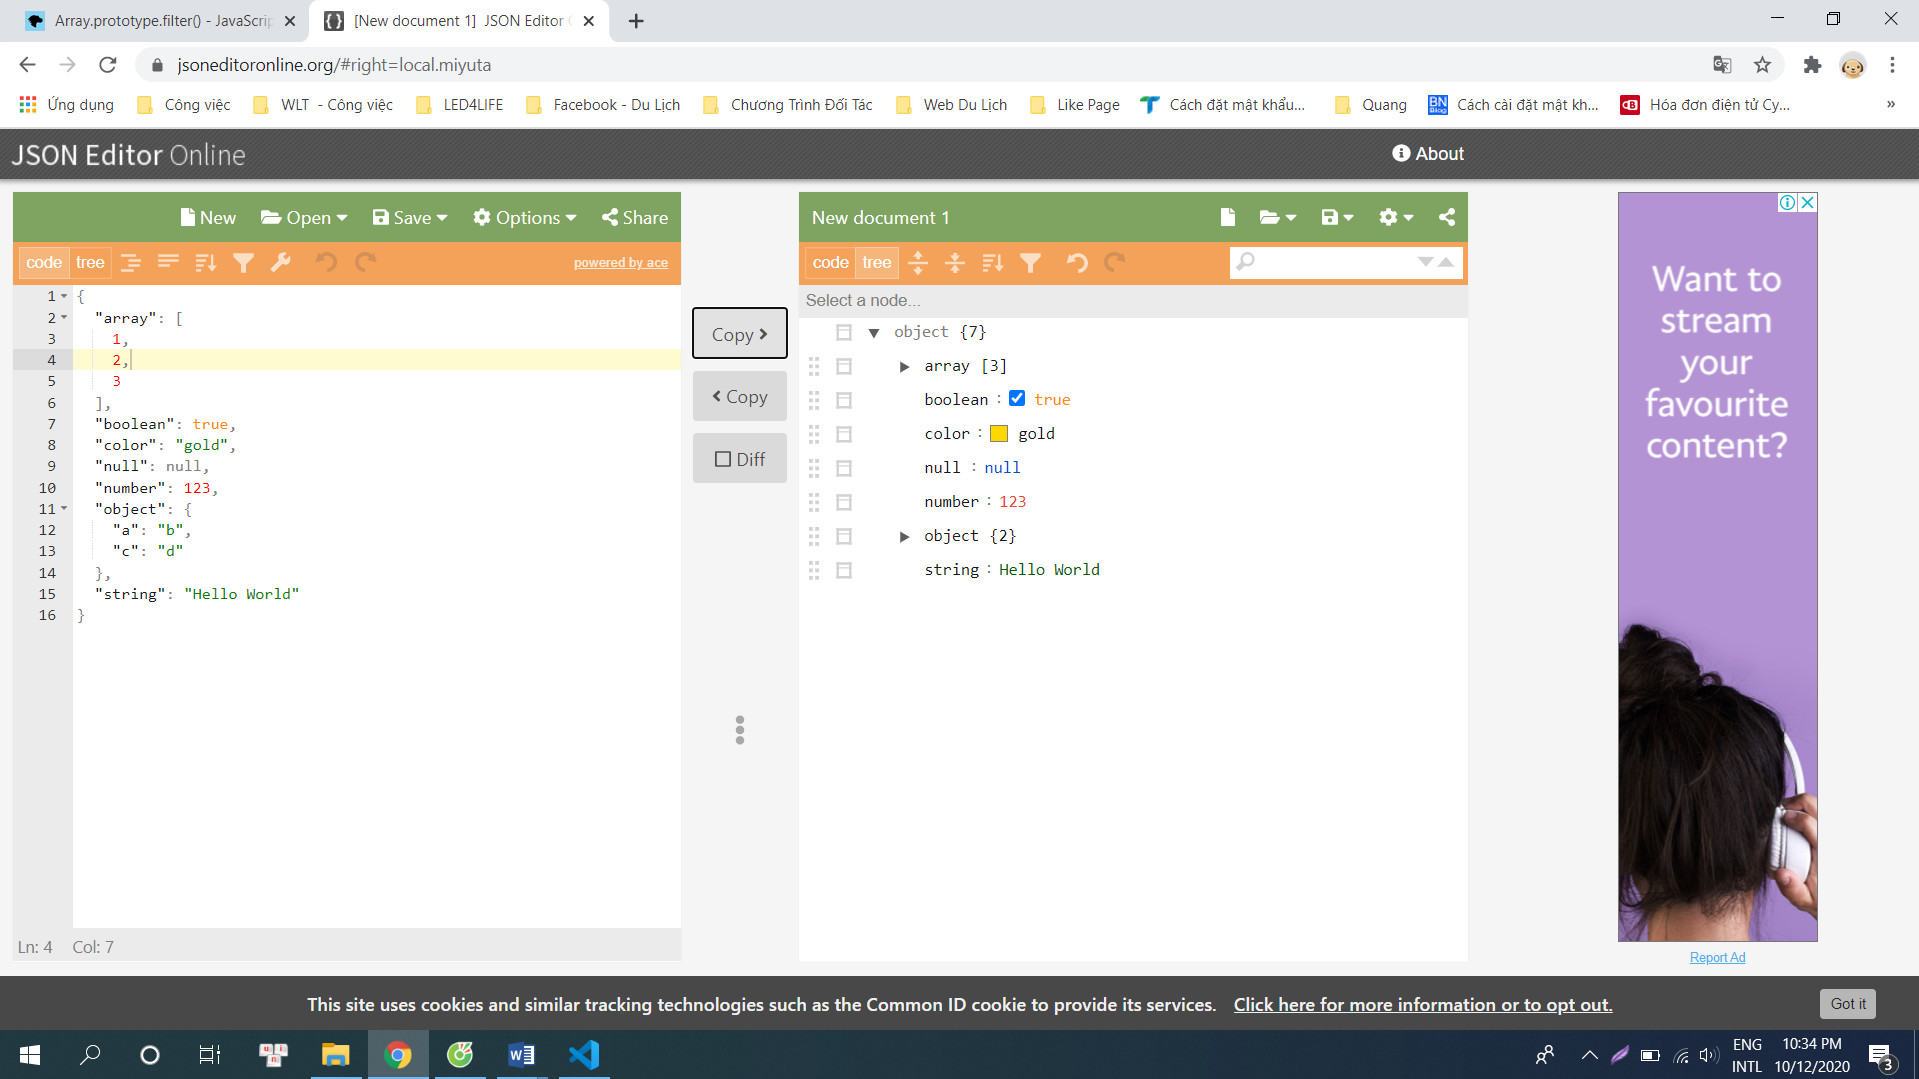 Array.prototype.filter() - JavaScrip
[New document 1] JSON Editor
jsoneditoronline.org/#right=local.miyuta
Ứng dụng
Công việc
WLT - Công việc
LED4LIFE
Facebook - Du Lịch
Chương Trình Đối Tác
Web Du Lịch
Like Page
Cách đặt mật khẩu...
Quang
Cách cài đặt mật kh...
Hóa đơn điện tử Cy...
»
JSON Editor Online
About
New
Open
Save
Options
Share
code
tree
powered by ace
1 {
2 "array": [
3 1,
4 2,
5 3
6 ],
7 "boolean": true,
8 "color": "gold",
9 "null": null,
10 "number": 123,
11 "object": {
12 "a": "b",
13 "c": "d"
14 },
15 "string": "Hello World"
16 }
Ln: 4 Col: 7
Copy
Copy
Diff
New document 1
code
tree
Select a node...
object {7}
array [3]
boolean : true
color : gold
null : null
number : 123
object {2}
string : Hello World
Want to
stream
your
favourite
content?
Report Ad
This site uses cookies and similar tracking technologies such as the Common ID cookie to provide its services. Click here for more information or to opt out.
Got it
ENG
INTL
10:34 PM
10/12/2020
3